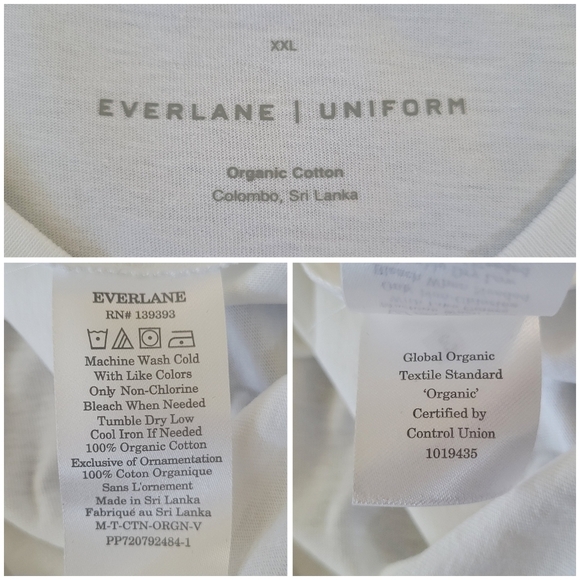 XXL
EVERLANE | UNIFORM
Organic Cotton
Colombo, Sri Lanka
EVERLANE
RN# 139393
Machine Wash Cold
With Like Colors
Only Non-Chlorine
Bleach When Needed
Tumble Dry Low
Cool Iron If Needed
100% Organic Cotton
Exclusive of Ornamentation
100% Coton Organique
Sans L'ornement
Made in Sri Lanka
Fabriqué au Sri Lanka
M-T-CTN-ORGN-V
PP720792484-1
Global Organic
Textile Standard
'Organic'
Certified by
Control Union
1019435